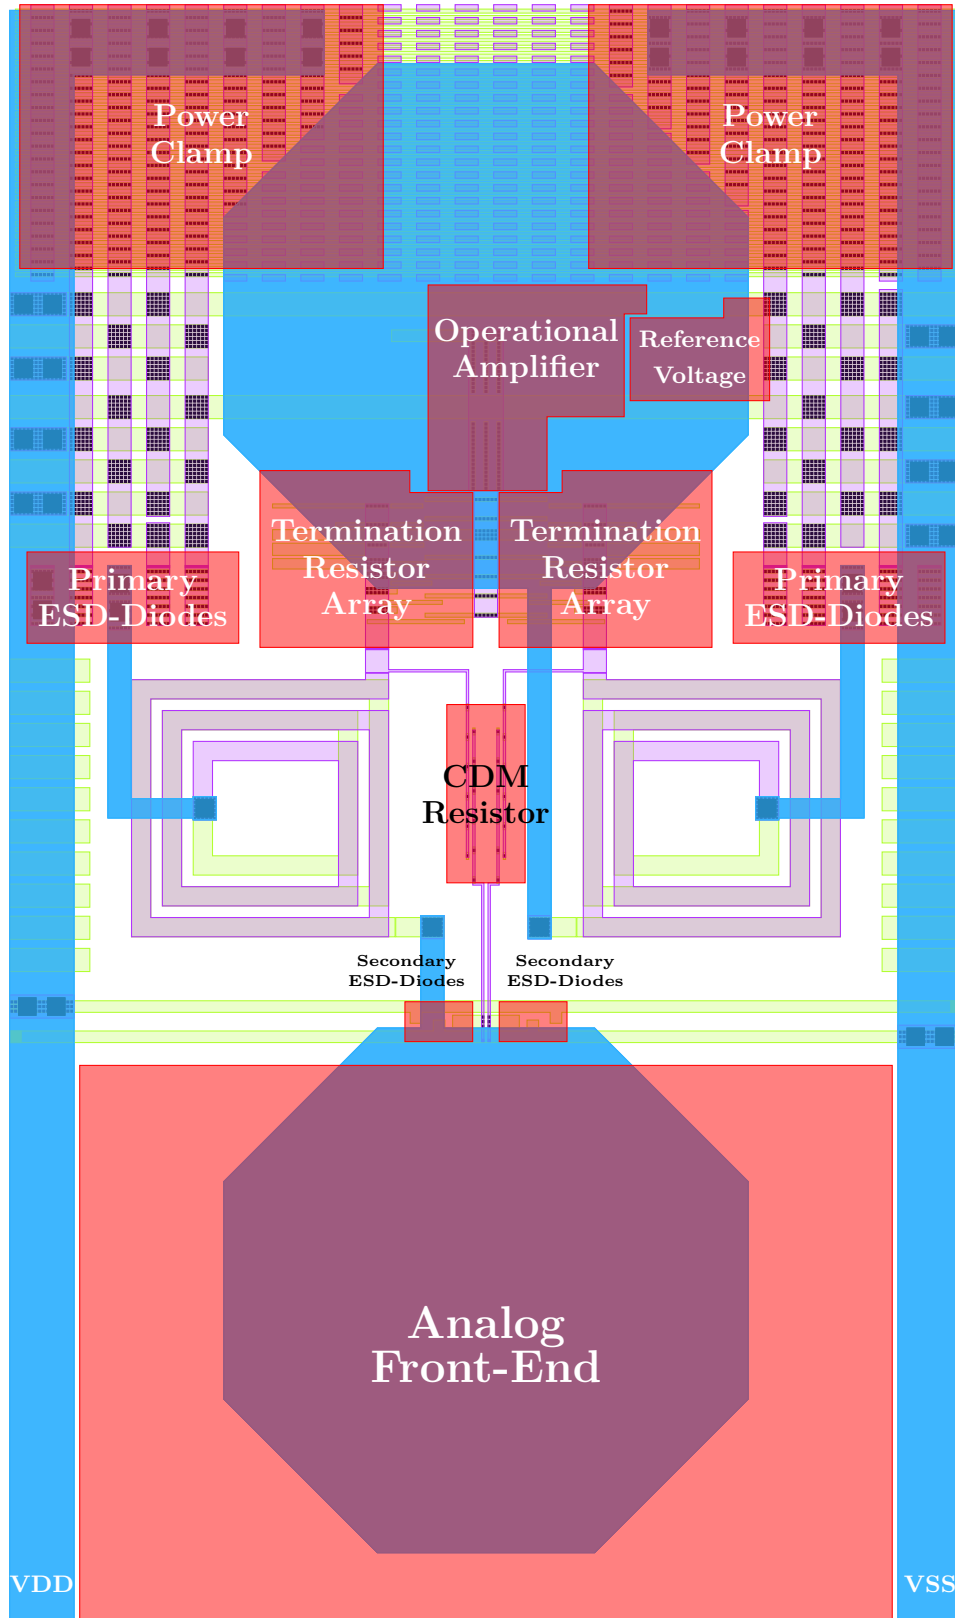 Power
Clamp
Power
Clamp
Operational
Amplifier
Reference
Voltage
Termination
Resistor
Array
Termination
Resistor
Array
Primary
ESD-Diodes
Primary
ESD-Diodes
CDM
Resistor
Secondary
ESD-Diodes
Secondary
ESD-Diodes
Analog
Front-End
VDD
VSS